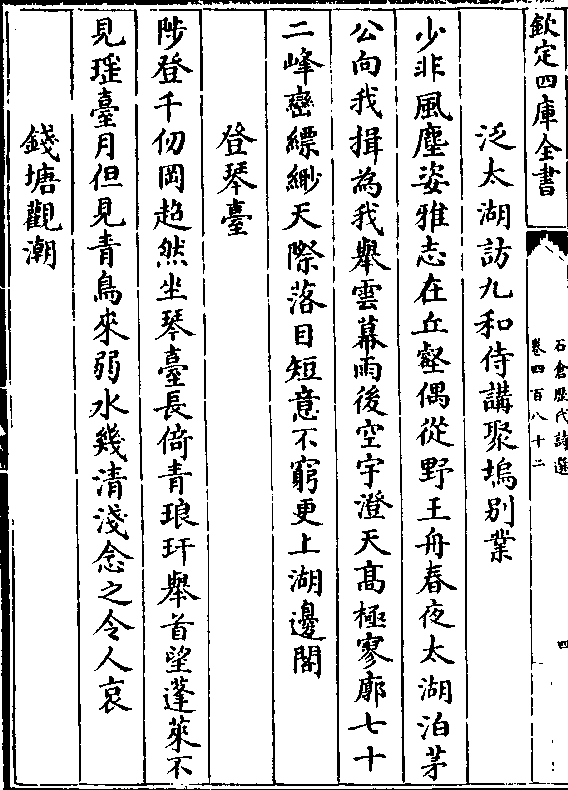 欽定四庫全書
石倉歷代詩選
卷四百八十二
四
泛太湖訪九和侍講聚塢别業
少非風塵姿雅志在丘壑偶從野王舟春夜太湖泊茅
公向我揖為我舉雲幕雨後空宇澄天髙極寥廓七十
二峰巒縹緲天際落目短意不窮更上湖邊閣
登琴臺
陟登千仞岡趍然坐琴臺長倚青琅玕舉首望蓬萊不
見瑶臺月但見青鳥來弱水幾清淺念之令人哀
錢塘觀潮